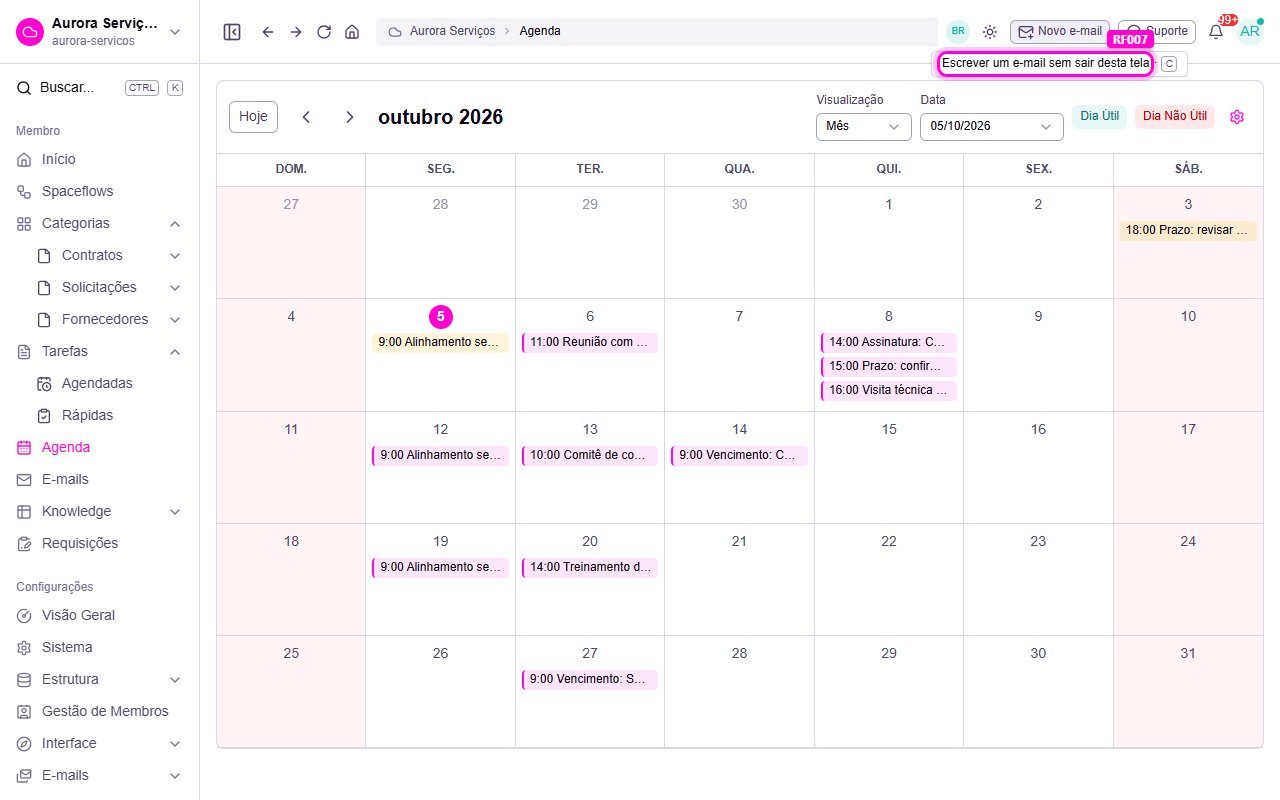 Aurora Serviç...
aurora-servicos
Buscar...
CTRL K
Membro
Início
Spaceflows
Categorias
Contratos
Solicitações
Fornecedores
Tarefas
Agendadas
Rápidas
Agenda
E-mails
Knowledge
Requisições
Configurações
Visão Geral
Sistema
Estrutura
Gestão de Membros
Interface
E-mails
Aurora Serviços > Agenda
BR
Novo e-mail
Suporte
99+
AR
RF007
Escrever um e-mail sem sair desta tela
C
Hoje
outubro 2026
Visualização
Mês
Data
05/10/2026
Dia Útil
Dia Não Útil
DOM. SEG. TER. QUA. QUI. SEX. SÁB.
27 28 29 30 1 2 3
18:00 Prazo: revisar ...
4 5 6 7 8 9 10
9:00 Alinhamento se...
11:00 Reunião com ...
14:00 Assinatura: C...
15:00 Prazo: confir...
16:00 Visita técnica ...
11 12 13 14 15 16 17
9:00 Alinhamento se...
10:00 Comitê de co...
9:00 Vencimento: C...
18 19 20 21 22 23 24
9:00 Alinhamento se...
14:00 Treinamento d...
25 26 27 28 29 30 31
9:00 Vencimento: S...